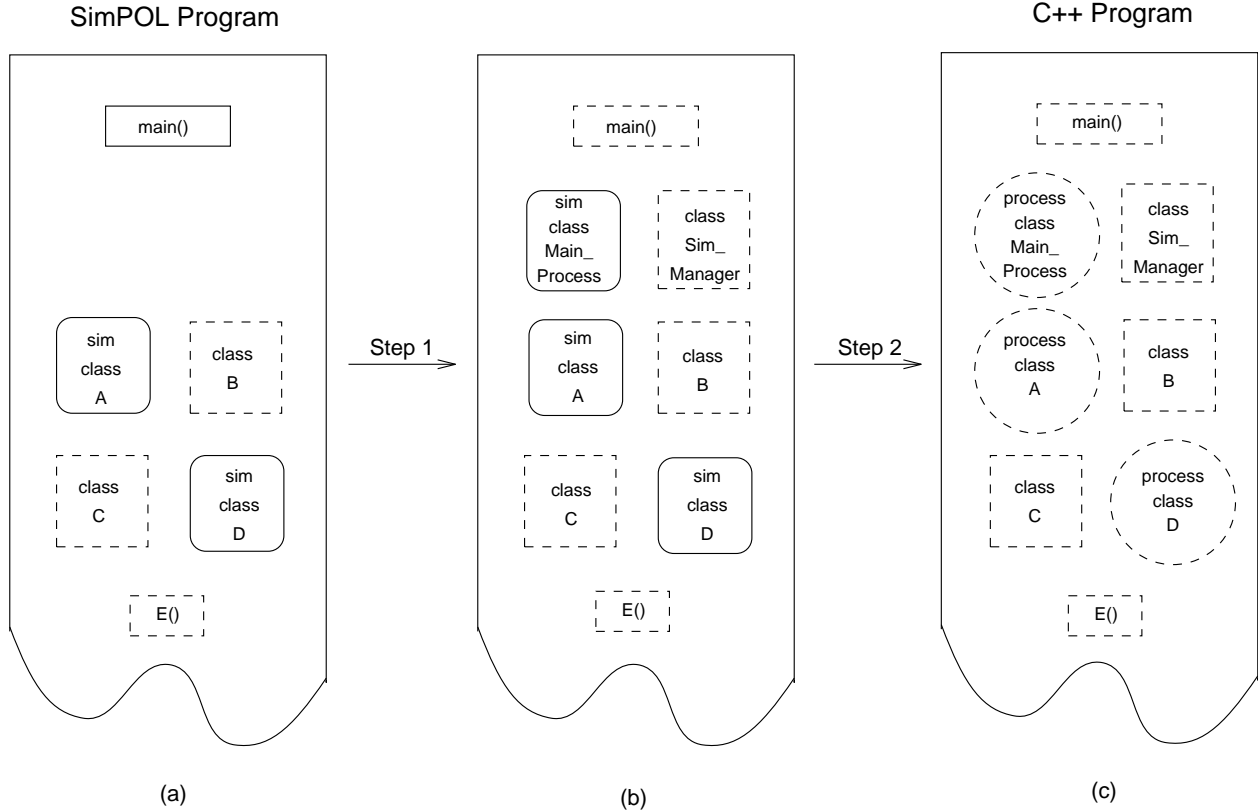 SimPOL Program
main()
sim
class
A
class
B
class
C
sim
class
D
E()
(a)
Step 1
main()
sim
class
Main_
Process
class
Sim_
Manager
sim
class
A
class
B
class
C
sim
class
D
E()
(b)
Step 2
C++ Program
main()
process
class
Main_
Process
class
Sim_
Manager
process
class
A
class
B
class
C
process
class
D
E()
(c)